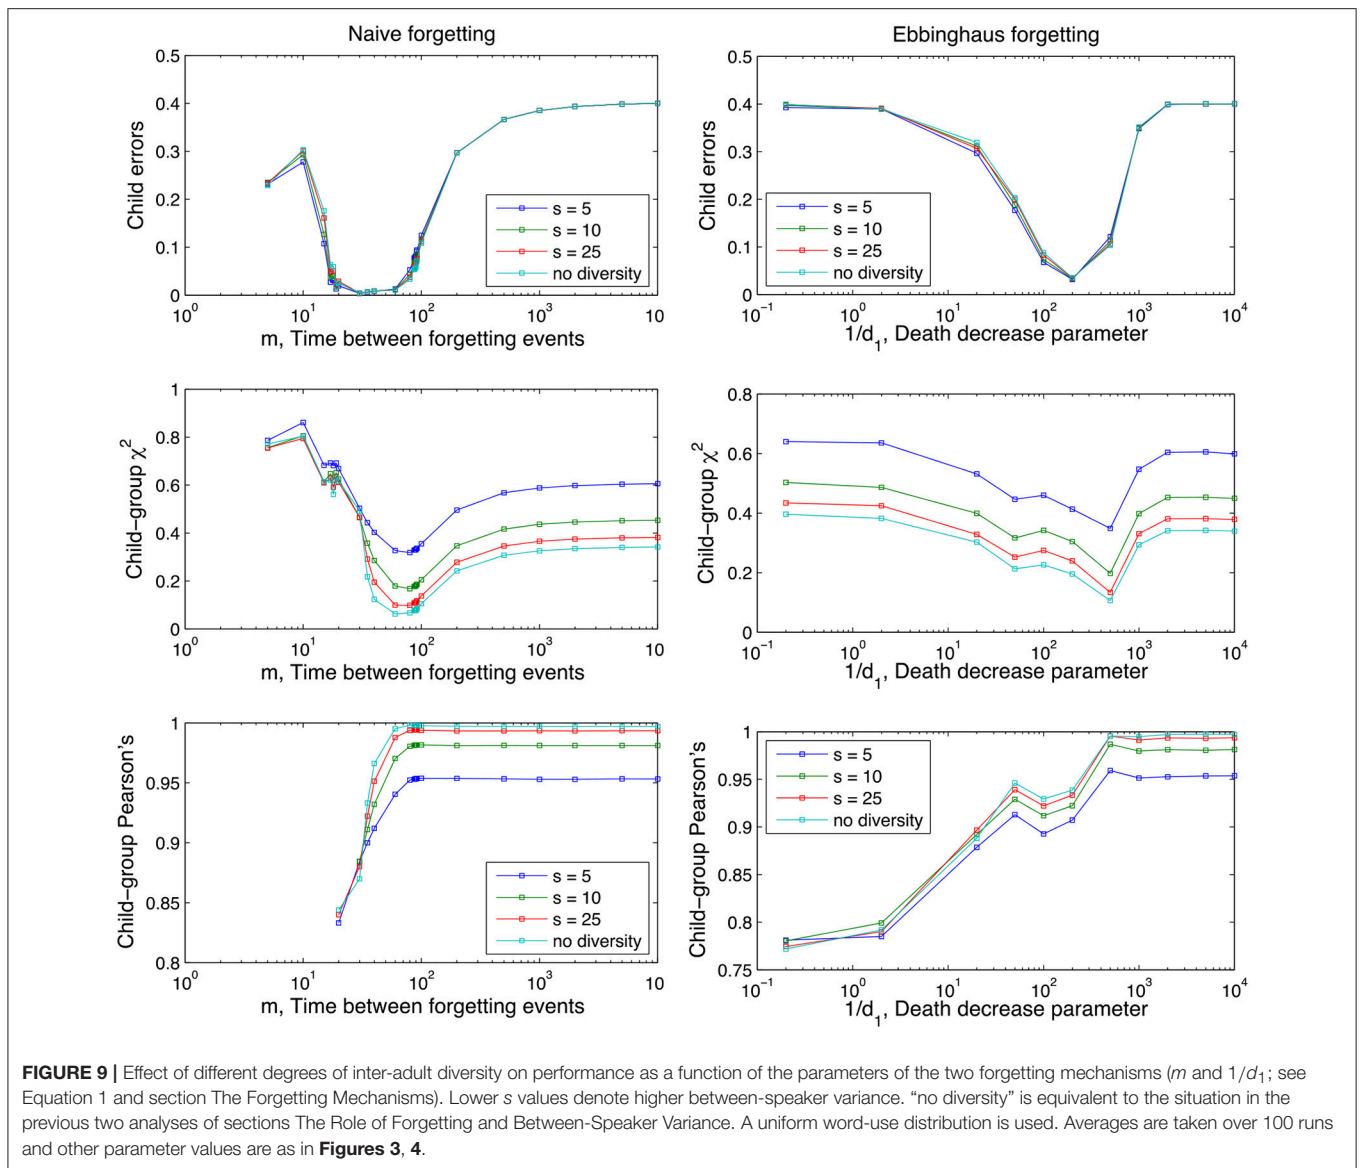 Naive forgetting
Child errors
0.5
0.4
0.3
0.2
0.1
0
s = 5
s = 10
s = 25
no diversity
10^0 10^1 10^2 10^3 10
m, Time between forgetting events
Ebbinghaus forgetting
Child errors
0.5
0.4
0.3
0.2
0.1
0
s = 5
s = 10
s = 25
no diversity
10^−1 10^0 10^1 10^2 10^3 10^4
1/d_1, Death decrease parameter
Child−group χ^2
1
0.8
0.6
0.4
0.2
0
10^0 10^1 10^2 10^3 10
m, Time between forgetting events
Child−group χ^2
0.8
0.6
0.4
0.2
0
10^−1 10^0 10^1 10^2 10^3 10^4
1/d_1, Death decrease parameter
Child−group Pearson's
1
0.95
0.9
0.85
0.8
s = 5
s = 10
s = 25
no diversity
10^0 10^1 10^2 10^3 10
m, Time between forgetting events
Child−group Pearson's
1
0.95
0.9
0.85
0.8
0.75
s = 5
s = 10
s = 25
no diversity
10^−1 10^0 10^1 10^2 10^3 10^4
1/d_1, Death decrease parameter
FIGURE 9 | Effect of different degrees of inter-adult diversity on performance as a function of the parameters of the two forgetting mechanisms (m and 1/d_1; see
Equation 1 and section The Forgetting Mechanisms). Lower s values denote higher between-speaker variance. “no diversity” is equivalent to the situation in the
previous two analyses of sections The Role of Forgetting and Between-Speaker Variance. A uniform word-use distribution is used. Averages are taken over 100 runs
and other parameter values are as in Figures 3, 4.